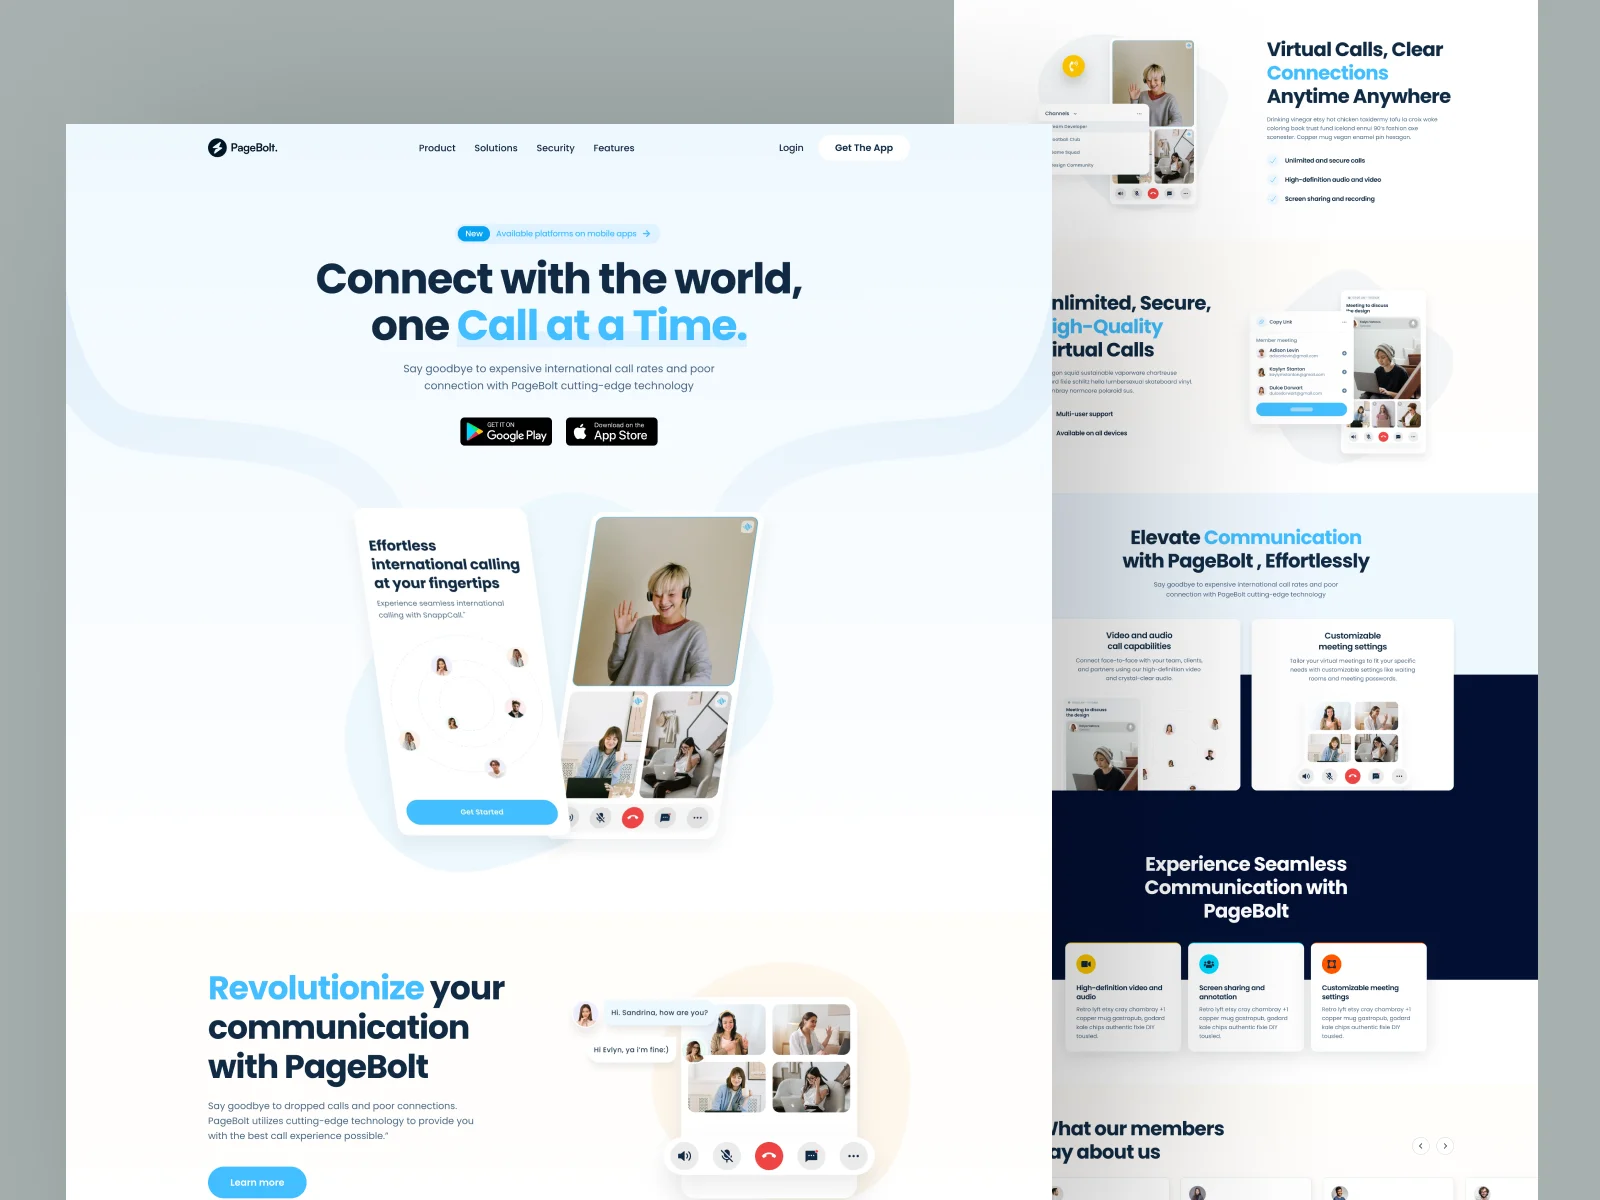 PageBolt.
Product Solutions Security Features
Login Get The App
New Available platforms on mobile apps
Connect with the world,
one Call at a Time.
Say goodbye to expensive international call rates and poor
connection with PageBolt cutting-edge technology
GET IT ON
Google Play
Download on the
App Store
Effortless
international calling
at your fingertips
Experience seamless international
calling with SnappCall."
Get Started
Revolutionize your
communication
with PageBolt
Say goodbye to dropped calls and poor connections.
PageBolt utilizes cutting-edge technology to provide you
with the best call experience possible."
Learn more
Hi. Sandrina, how are you?
Hi Evlyn, ya i'm fine:)
Channels
Virtual Calls, Clear
Connections
Anytime Anywhere
Drinking vinegar etsy hot chicken taxidermy tofu la croix woke
coloring book trust fund iceland ennui 90's fashion axe
scenester. Copper mug vegan enamel pin hexagon.
Unlimited and secure calls
High-definition audio and video
Screen sharing and recording
nlimited, Secure,
igh-Quality
irtual Calls
gan squid sustainable vaporware chartreuse
Multi-user support
Available on all devices
Meeting to discuss
the design
Copy Link
Member meeting
Adison Levin
Kaylyn Stanton
Dulce Dorwart
Elevate Communication
with PageBolt , Effortlessly
Say goodbye to expensive international call rates and poor
connection with PageBolt cutting-edge technology
Video and audio
call capabilities
Connect face-to-face with your team, clients,
and partners using our high-definition video
and crystal-clear audio.
Meeting to discuss
the design
Customizable
meeting settings
Tailor your virtual meetings to fit your specific
needs with customizable settings like waiting
rooms and meeting passwords.
Experience Seamless
Communication with
PageBolt
High-definition video and
audio
Retro lyft etsy cray chambray +1
copper mug gastropub, godard
kale chips authentic fixie DIY
tousled.
Screen sharing and
annotation
Retro lyft etsy cray chambray +1
copper mug gastropub, godard
kale chips authentic fixie DIY
tousled.
Customizable meeting
settings
Retro lyft etsy cray chambray +1
copper mug gastropub, godard
kale chips authentic fixie DIY
tousled.
hat our members
ay about us